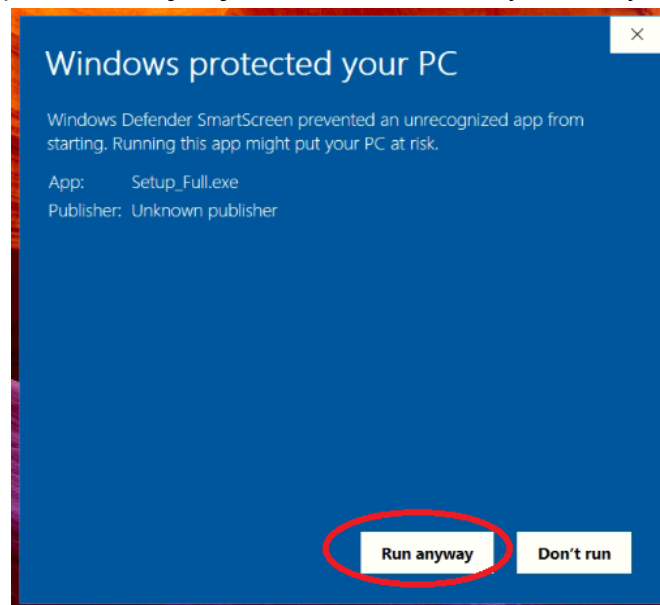 Windows protected your PC
Windows Defender SmartScreen prevented an unrecognized app from
starting. Running this app might put your PC at risk.
App: Setup_Full.exe
Publisher: Unknown publisher
Run anyway Don't run